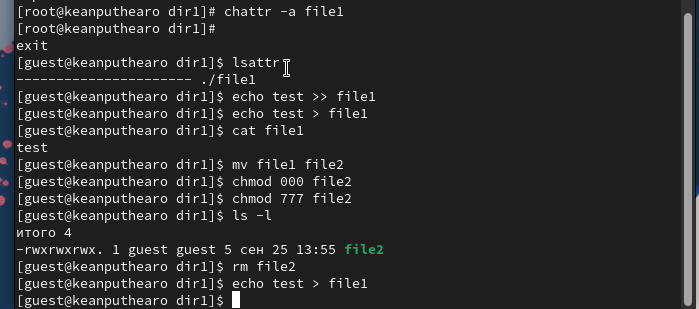 [root@keanputhearo dir1]# chattr -a file1
[root@keanputhearo dir1]#
exit
[guest@keanputhearo dir1]$ lsattr
---------------------- ./file1
[guest@keanputhearo dir1]$ echo test >> file1
[guest@keanputhearo dir1]$ echo test > file1
[guest@keanputhearo dir1]$ cat file1
test
[guest@keanputhearo dir1]$ mv file1 file2
[guest@keanputhearo dir1]$ chmod 000 file2
[guest@keanputhearo dir1]$ chmod 777 file2
[guest@keanputhearo dir1]$ ls -l
итого 4
-rwxrwxrwx. 1 guest guest 5 сен 25 13:55 file2
[guest@keanputhearo dir1]$ rm file2
[guest@keanputhearo dir1]$ echo test > file1
[guest@keanputhearo dir1]$